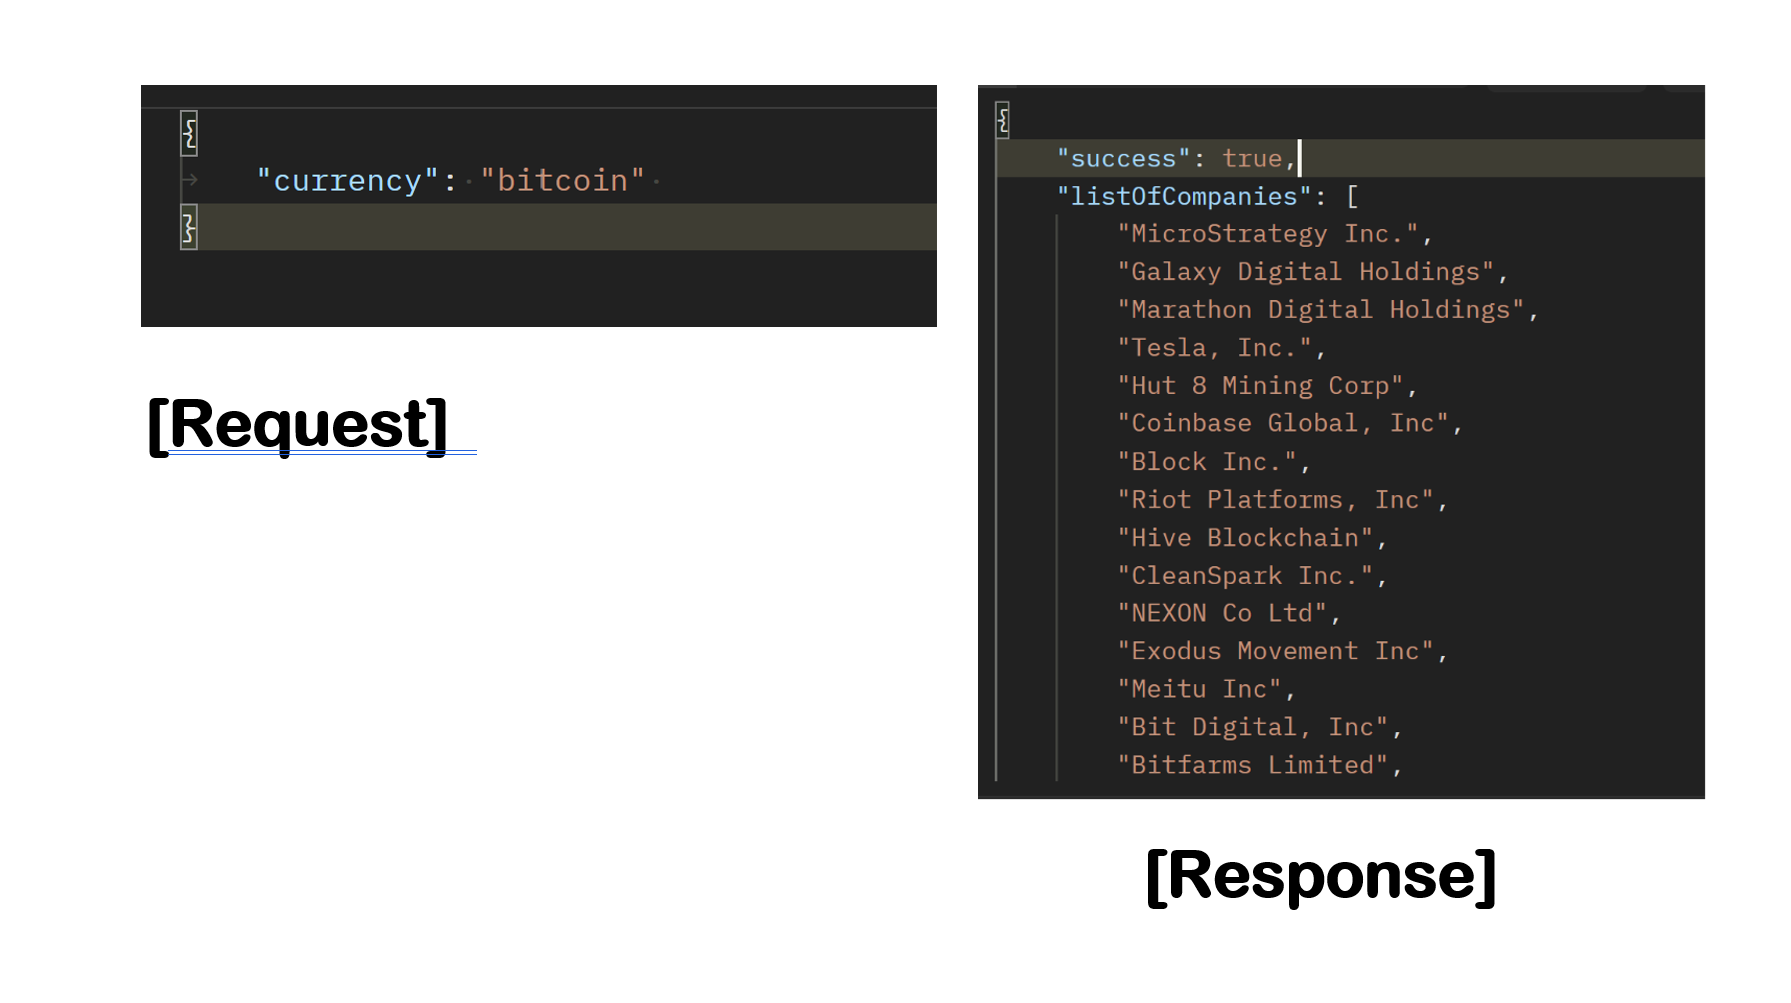 {
"currency": "bitcoin"
}
[Request]
{
"success": true,
"listOfCompanies": [
"MicroStrategy Inc.",
"Galaxy Digital Holdings",
"Marathon Digital Holdings",
"Tesla, Inc.",
"Hut 8 Mining Corp",
"Coinbase Global, Inc",
"Block Inc.",
"Riot Platforms, Inc",
"Hive Blockchain",
"CleanSpark Inc.",
"NEXON Co Ltd",
"Exodus Movement Inc",
"Meitu Inc",
"Bit Digital, Inc",
"Bitfarms Limited",
[Response]